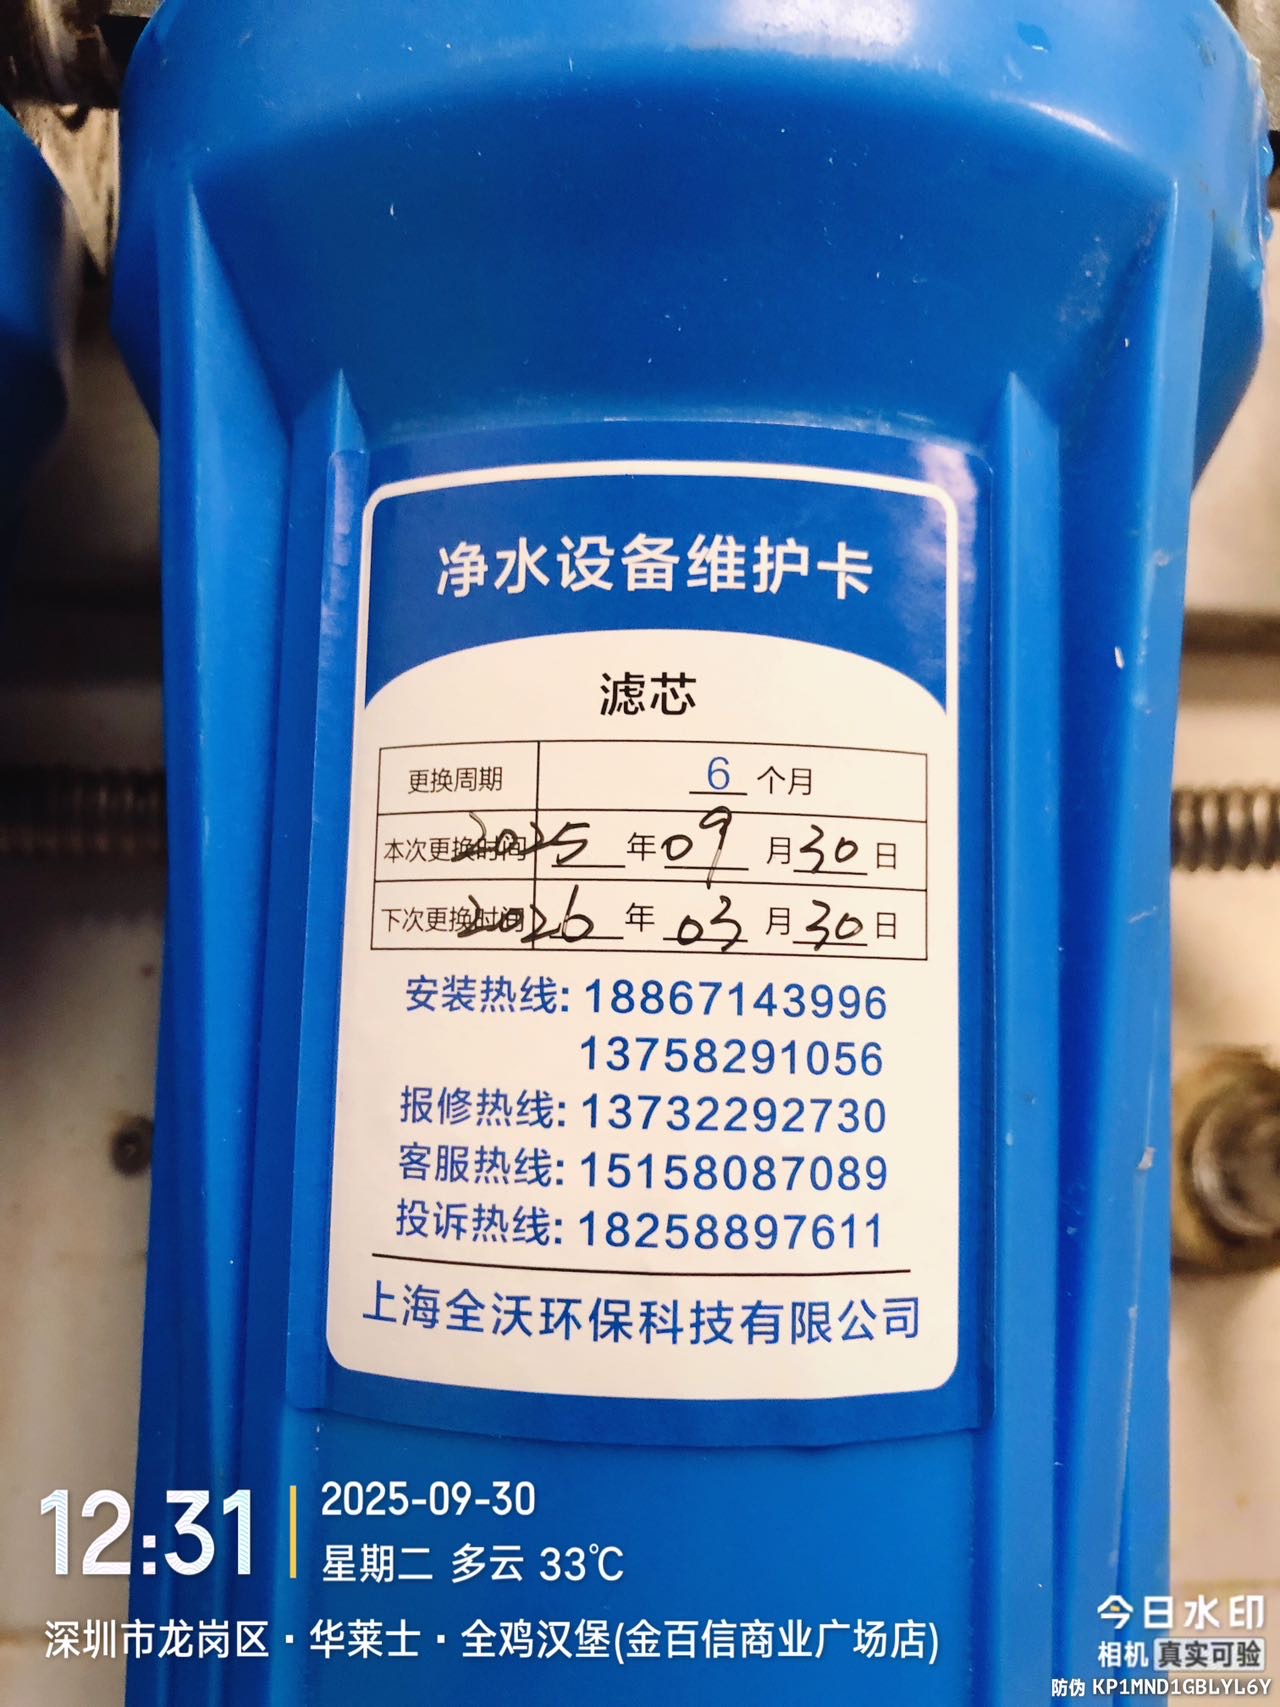 净水设备维护卡
滤芯
更换周期 6 个月
本次更换时间 2025 年 09 月 30 日
下次更换时间 2026 年 03 月 30 日
安装热线: 18867143996
13758291056
报修热线: 13732292730
客服热线: 15158087089
投诉热线: 18258897611
上海全沃环保科技有限公司
12:31
2025-09-30
星期二 多云 33℃
深圳市龙岗区·华莱士·全鸡汉堡(金百信商业广场店)
今日水印
相机 真实可验
防伪 KP1MND1GBLYL6Y